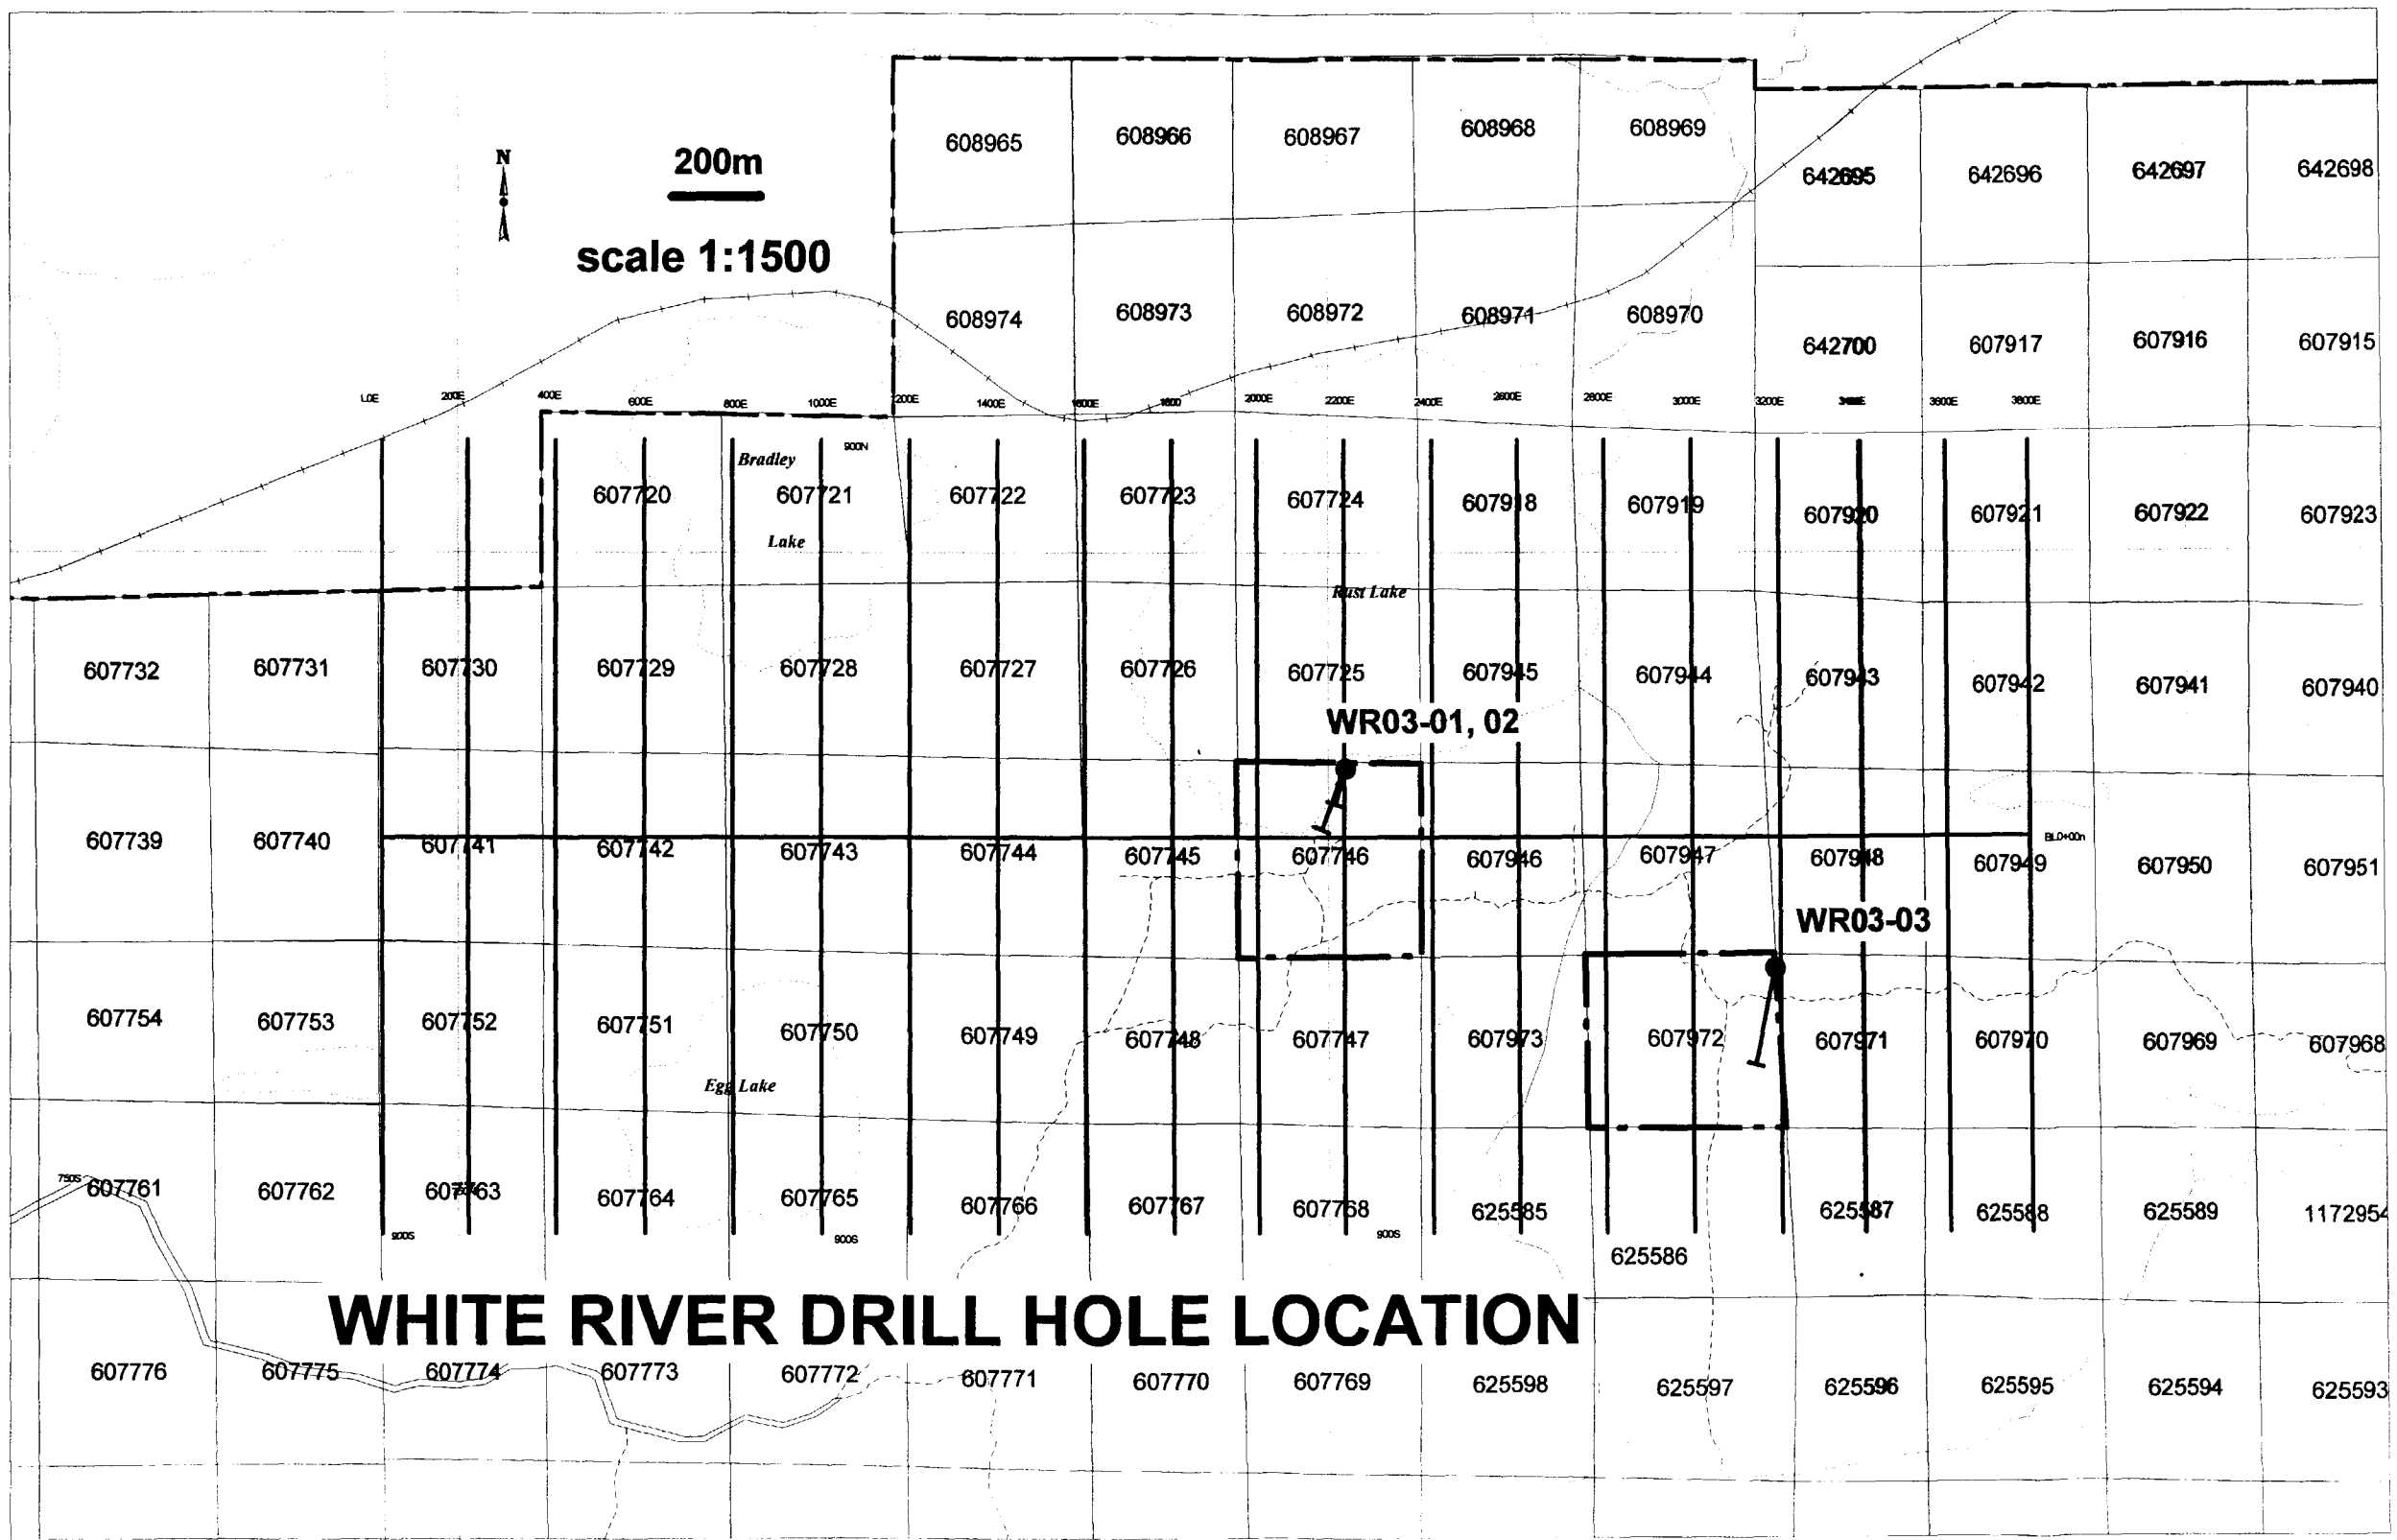 608965 608966 608967 608968 608969
N 200m
642695 642696 642697 642698
scale 1:1500
608974 608973 608972 608971 608970
642700 607917 607916 607915
L0E 200E 400E 600E 800E 1000E 200E 1400E 1600E 1800 2000E 2200E 2400E 2600E 2800E 3000E 3200E 3600E 3800E
900N
Bradley
607720 607721 607722 607723 607724 607918 607919 607920 607921 607922 607923
Lake
Rust Lake
607732 607731 607730 607729 607728 607727 607726 607725 607945 607944 607943 607942 607941 607940
WR03-01, 02
BL0+00n
607739 607740 607741 607742 607743 607744 607745 607746 607946 607947 607948 607949 607950 607951
WR03-03
607754 607753 607752 607751 607750 607749 607748 607747 607973 607972 607971 607970 607969 607968
Egg Lake
750S
607761 607762 607763 607764 607765 607766 607767 607768 625585 625587 625588 625589 1172954
900S 900S 900S
625586
WHITE RIVER DRILL HOLE LOCATION
607776 607775 607774 607773 607772 607771 607770 607769 625598 625597 625596 625595 625594 625593